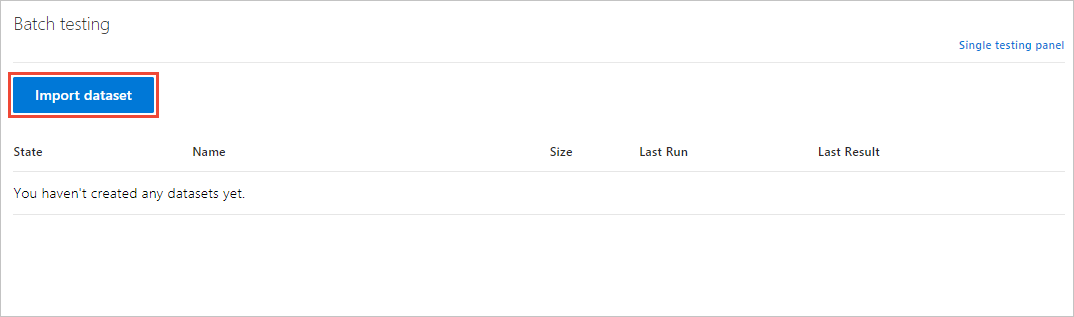 Batch testing
Single testing panel
Import dataset
State Name Size Last Run Last Result
You haven't created any datasets yet.